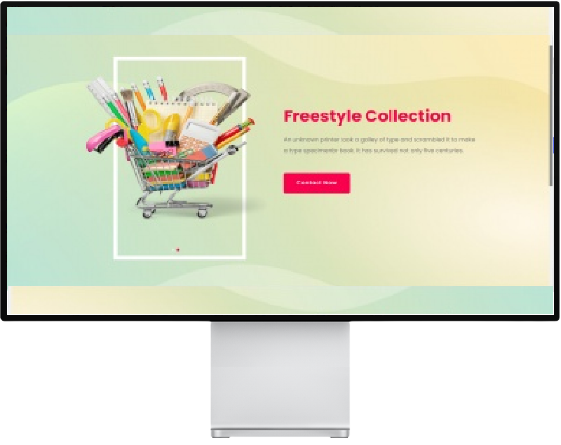 Freestyle Collection
An unknown printer took a galley of type and scrambled it to make
a type specimente book. It has survived not only five centuries.
Contact Now